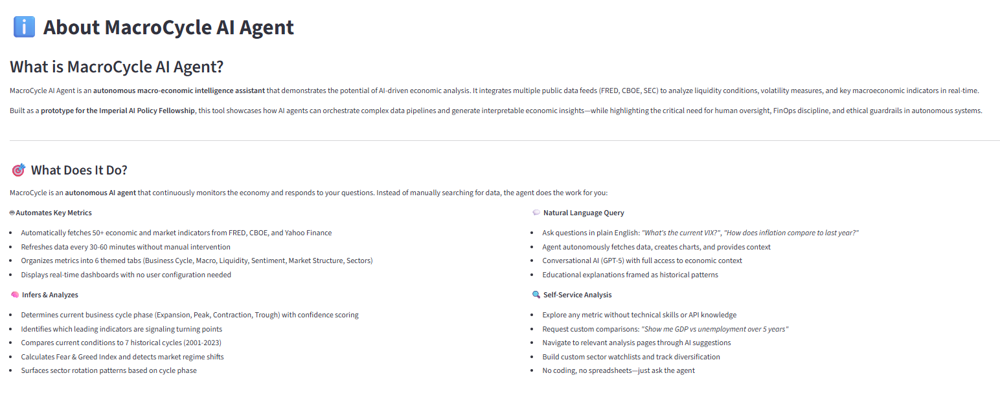 About MacroCycle AI Agent
What is MacroCycle AI Agent?
MacroCycle AI Agent is an autonomous macro-economic intelligence assistant that demonstrates the potential of AI-driven economic analysis. It integrates multiple public data feeds (FRED, CBOE, SEC) to analyze liquidity conditions, volatility measures, and key macroeconomic indicators in real-time.
Built as a prototype for the Imperial AI Policy Fellowship, this tool showcases how AI agents can orchestrate complex data pipelines and generate interpretable economic insights—while highlighting the critical need for human oversight, FinOps discipline, and ethical guardrails in autonomous systems.
What Does It Do?
MacroCycle is an autonomous AI agent that continuously monitors the economy and responds to your questions. Instead of manually searching for data, the agent does the work for you:
Automates Key Metrics
Automatically fetches 50+ economic and market indicators from FRED, CBOE, and Yahoo Finance
Refreshes data every 30-60 minutes without manual intervention
Organizes metrics into 6 themed tabs (Business Cycle, Macro, Liquidity, Sentiment, Market Structure, Sectors)
Displays real-time dashboards with no user configuration needed
Infers & Analyzes
Determines current business cycle phase (Expansion, Peak, Contraction, Trough) with confidence scoring
Identifies which leading indicators are signaling turning points
Compares current conditions to 7 historical cycles (2001-2023)
Calculates Fear & Greed Index and detects market regime shifts
Surfaces sector rotation patterns based on cycle phase
Natural Language Query
Ask questions in plain English: "What's the current VIX?", "How does inflation compare to last year?"
Agent autonomously fetches data, creates charts, and provides context
Conversational AI (GPT-5) with full access to economic context
Educational explanations framed as historical patterns
Self-Service Analysis
Explore any metric without technical skills or API knowledge
Request custom comparisons: "Show me GDP vs unemployment over 5 years"
Navigate to relevant analysis pages through AI suggestions
Build custom sector watchlists and track diversification
No coding, no spreadsheets—just ask the agent